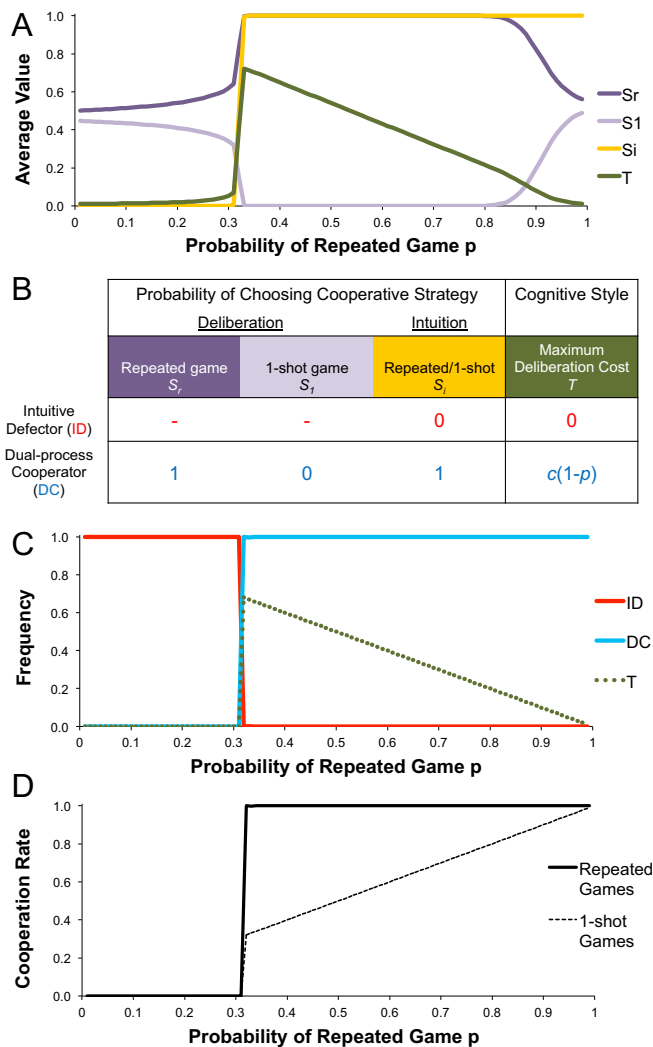 A
Average Value
1.0
0.8
0.6
0.4
0.2
0.0
0 0.1 0.2 0.3 0.4 0.5 0.6 0.7 0.8 0.9 1
Probability of Repeated Game p
Sr
S1
Si
T
B
Probability of Choosing Cooperative Strategy
Cognitive Style
Deliberation
Intuition
Repeated game
Sr
1-shot game
S1
Repeated/1-shot
Si
Maximum
Deliberation Cost
T
Intuitive
Defector (ID)
- - 0 0
Dual-process
Cooperator
(DC)
1 0 1 c(1-p)
C
Frequency
1.0
0.8
0.6
0.4
0.2
0.0
0 0.1 0.2 0.3 0.4 0.5 0.6 0.7 0.8 0.9 1
Probability of Repeated Game p
ID
DC
T
D
Cooperation Rate
1.0
0.8
0.6
0.4
0.2
0.0
0 0.1 0.2 0.3 0.4 0.5 0.6 0.7 0.8 0.9 1
Probability of Repeated Game p
Repeated
Games
1-shot
Games